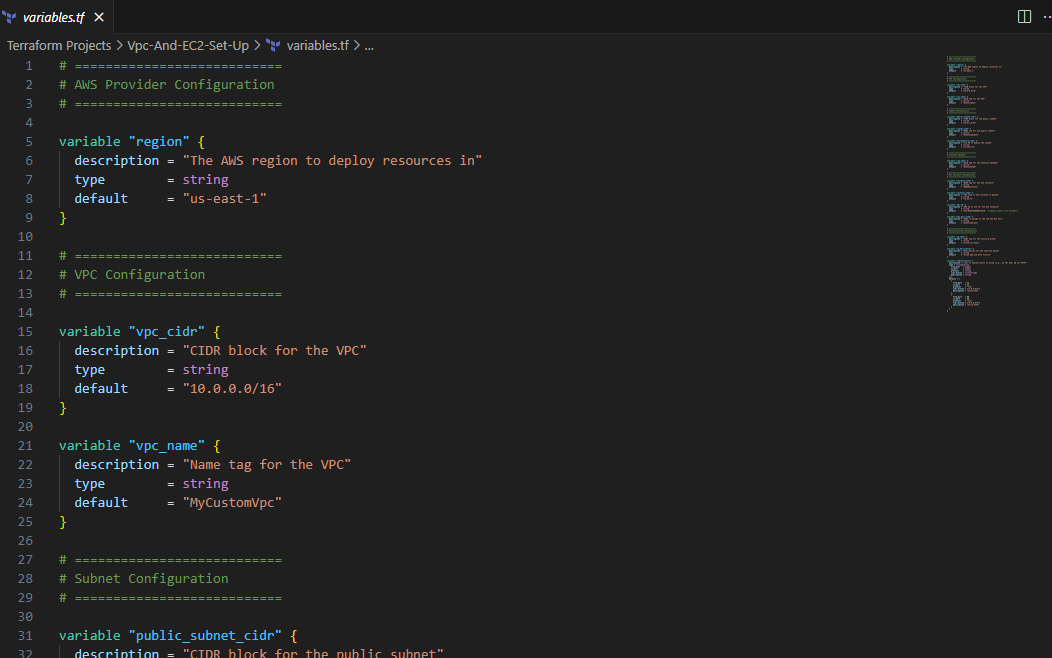 variables.tf
Terraform Projects > Vpc-And-EC2-Set-Up > variables.tf > ...
1 # ===========================
2 # AWS Provider Configuration
3 # ===========================
4
5 variable "region" {
6   description = "The AWS region to deploy resources in"
7   type        = string
8   default     = "us-east-1"
9 }
10
11 # ===========================
12 # VPC Configuration
13 # ===========================
14
15 variable "vpc_cidr" {
16   description = "CIDR block for the VPC"
17   type        = string
18   default     = "10.0.0.0/16"
19 }
20
21 variable "vpc_name" {
22   description = "Name tag for the VPC"
23   type        = string
24   default     = "MyCustomVpc"
25 }
26
27 # ===========================
28 # Subnet Configuration
29 # ===========================
30
31 variable "public_subnet_cidr" {
32   description = "CIDR block for the public subnet"